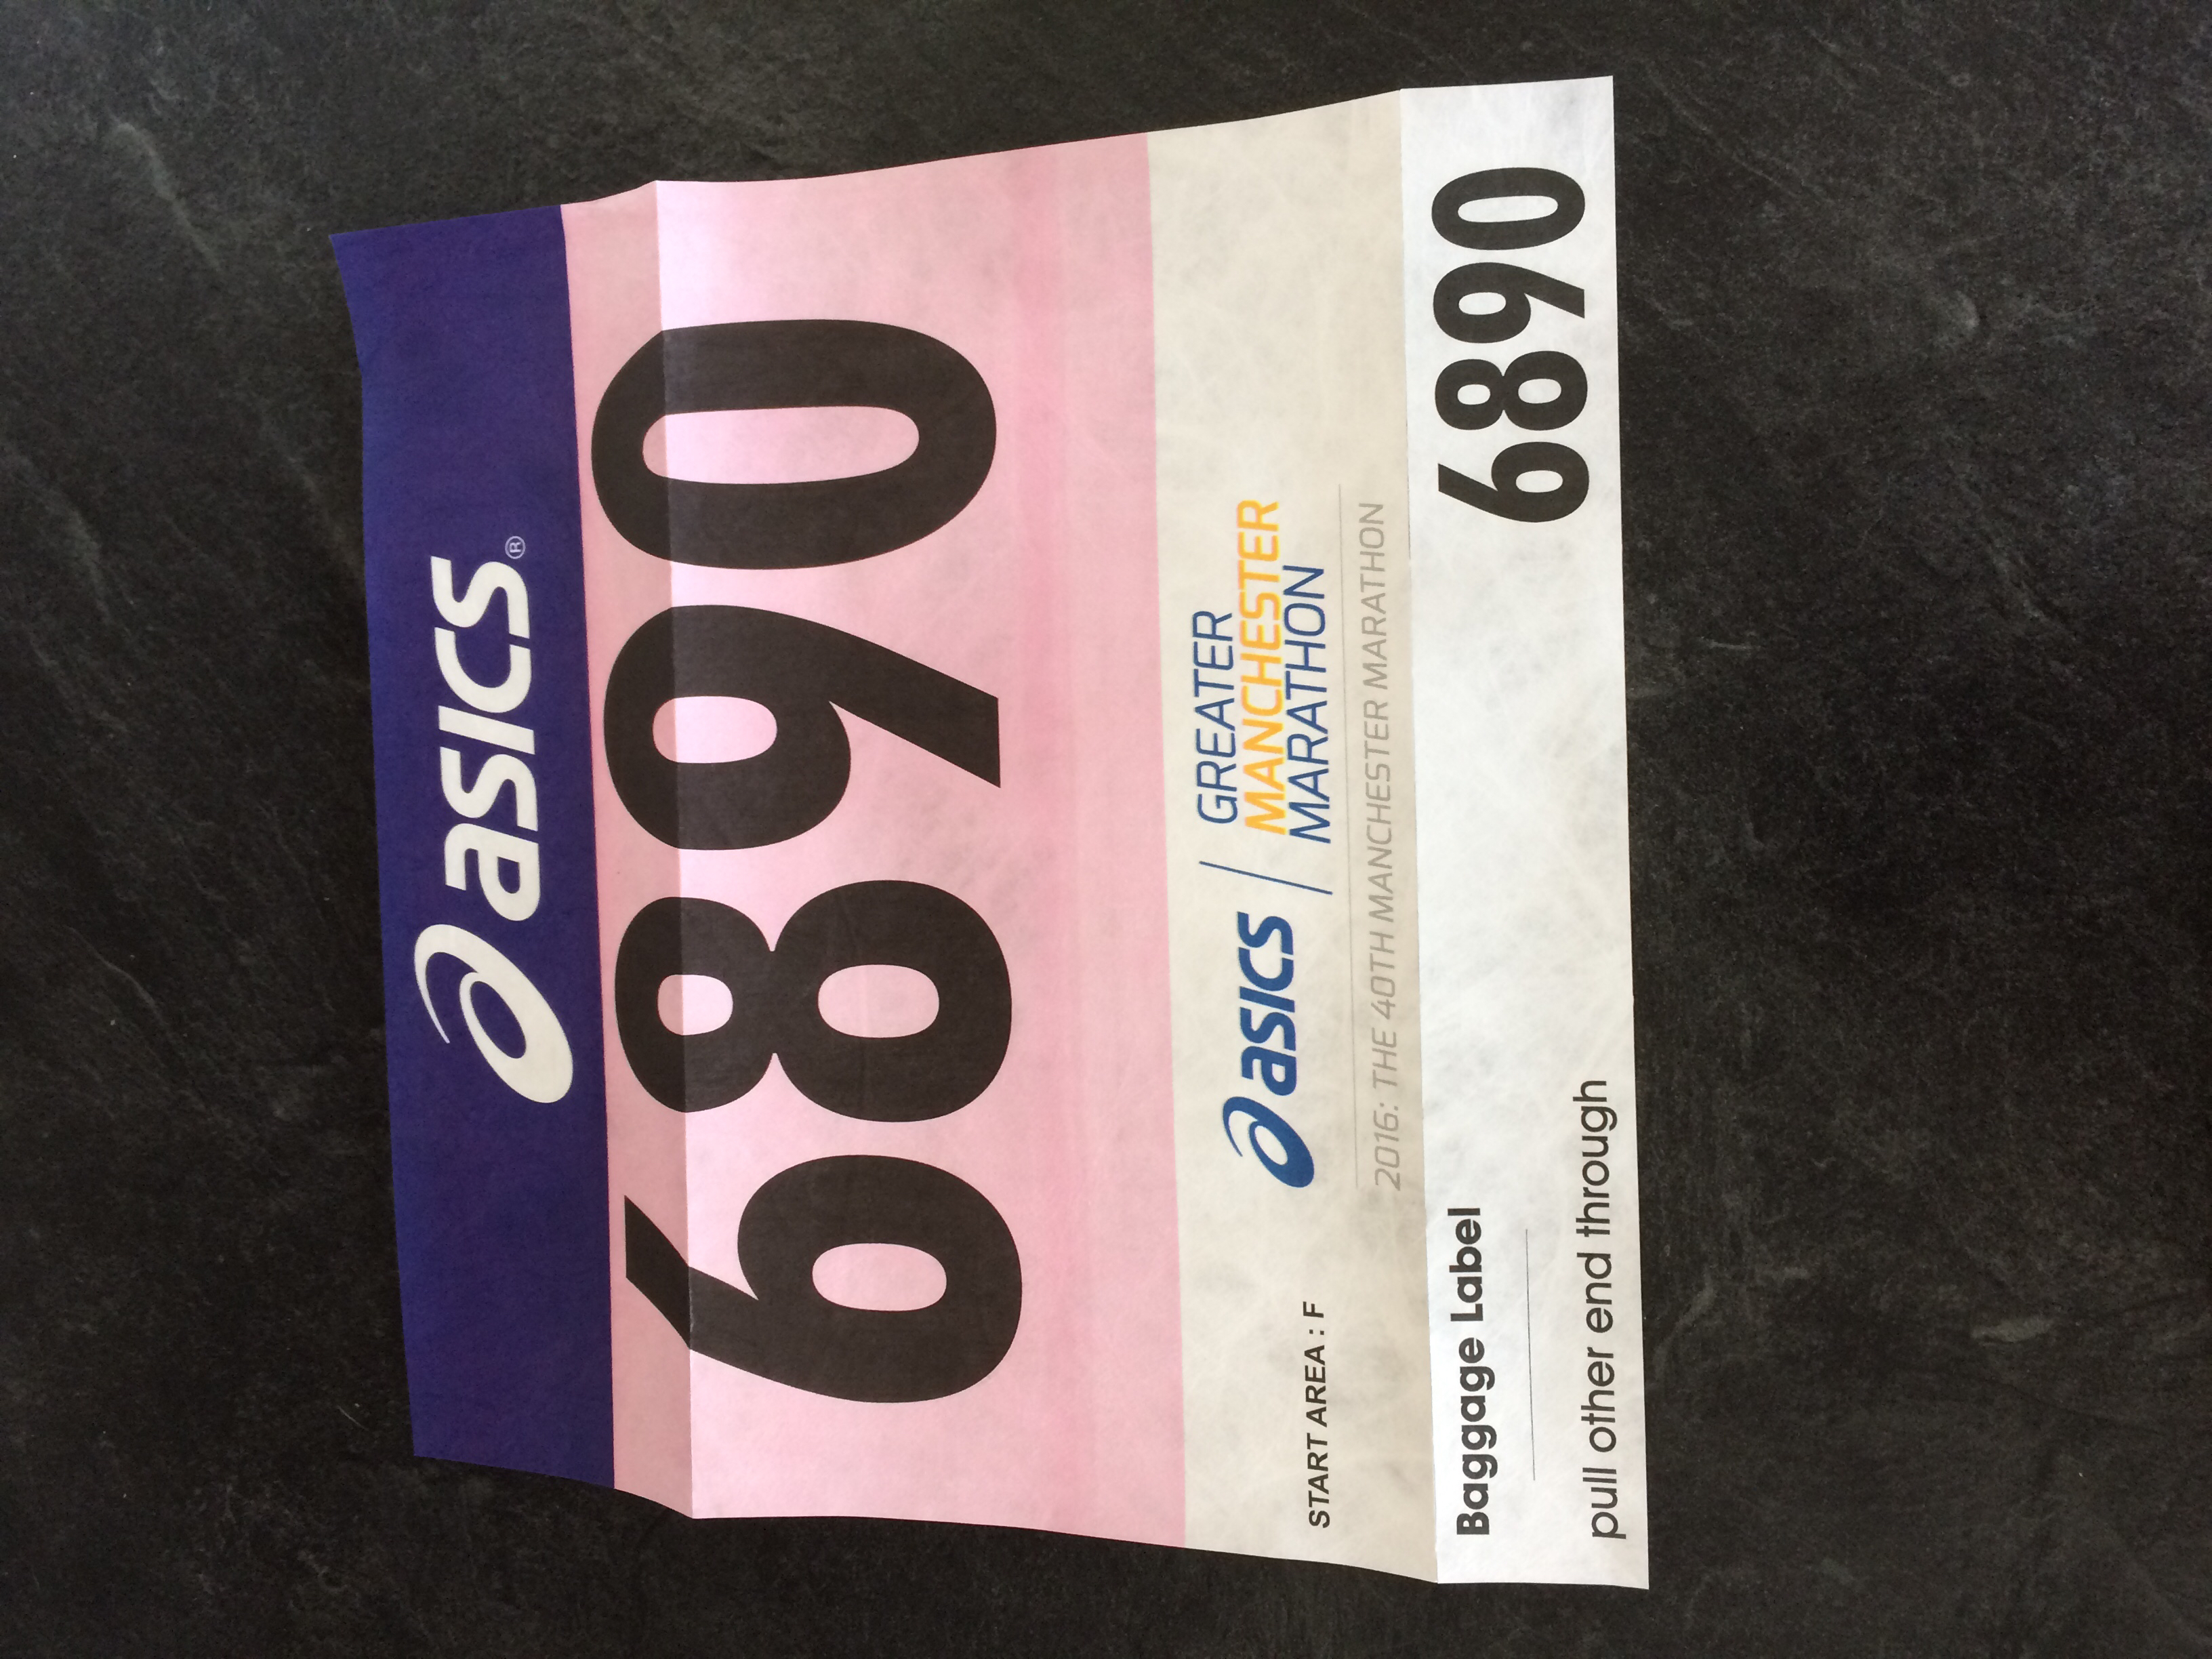 asics®
6890
START AREA : F
asics
GREATER
MANCHESTER
MARATHON
2016: THE 40TH MANCHESTER MARATHON
Baggage Label
6890
pull other end through